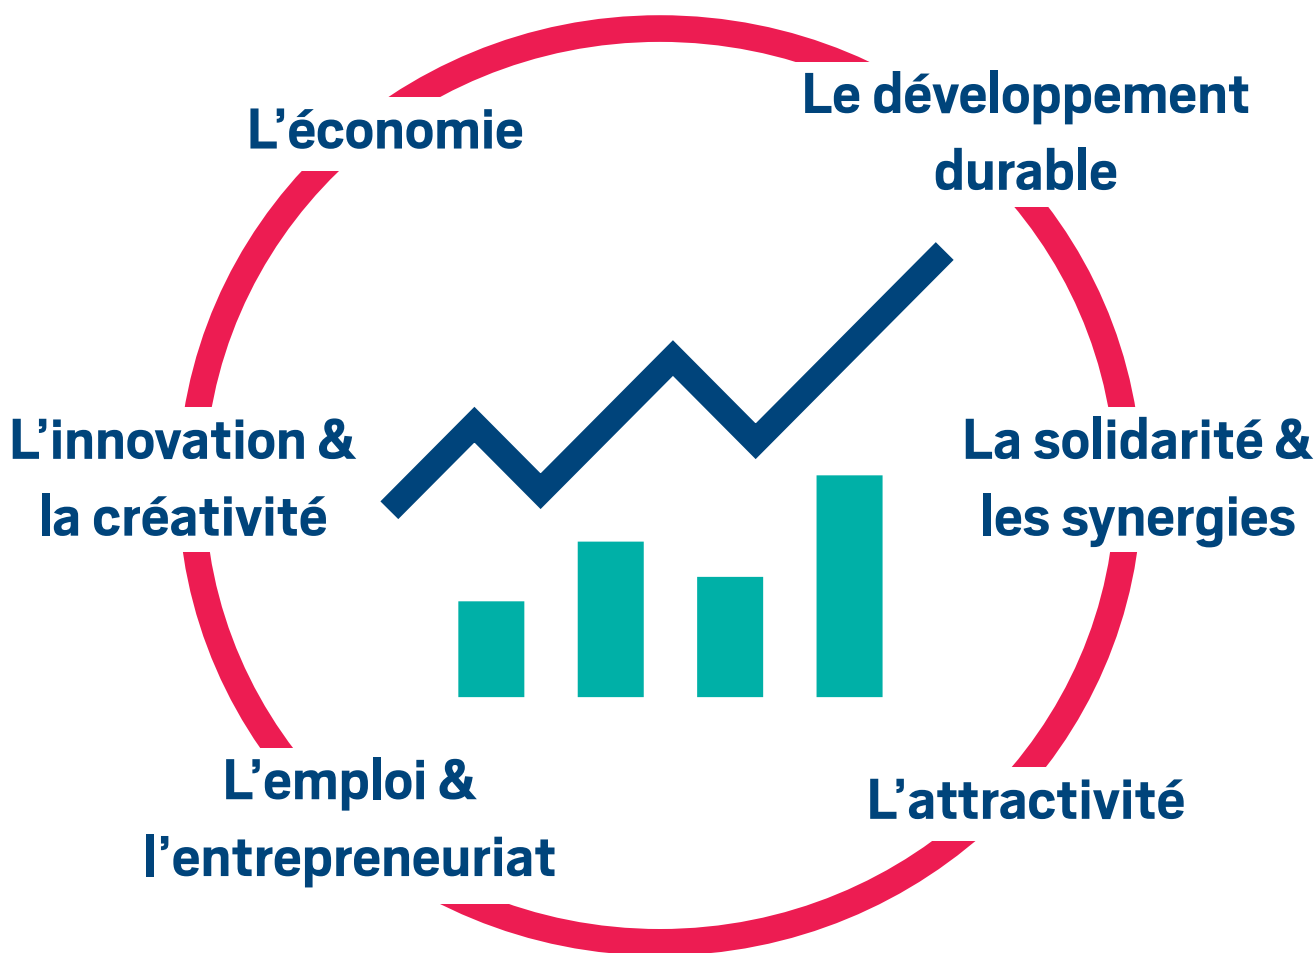 L’économie
Le développement
durable
L’innovation &
la créativité
La solidarité &
les synergies
L’emploi &
l’entrepreneuriat
L’attractivité